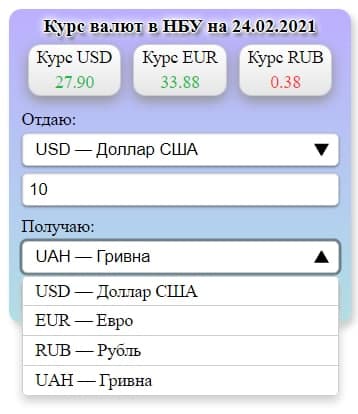 Курс валют в НБУ на 24.02.2021
Курс USD Курс EUR Курс RUB
27.90 33.88 0.38
Отдаю:
USD — Доллар США
10
Получаю:
UAH — Гривна
USD — Доллар США
EUR — Евро
RUB — Рубль
UAH — Гривна